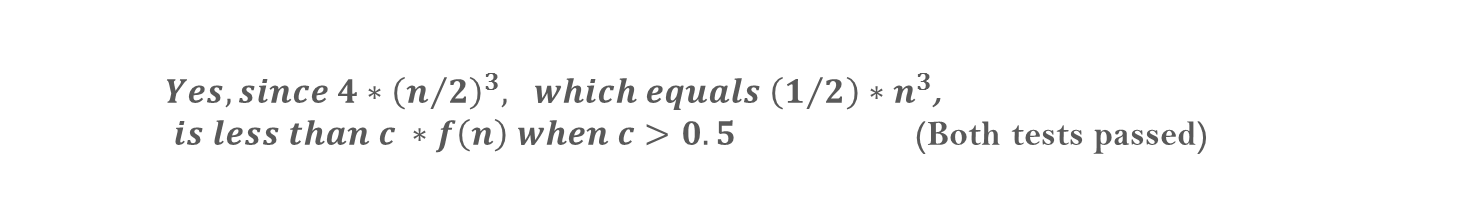 Yes, since 4 * (n/2)³, which equals (1/2) * n³,
is less than c * f(n) when c > 0.5 (Both tests passed)